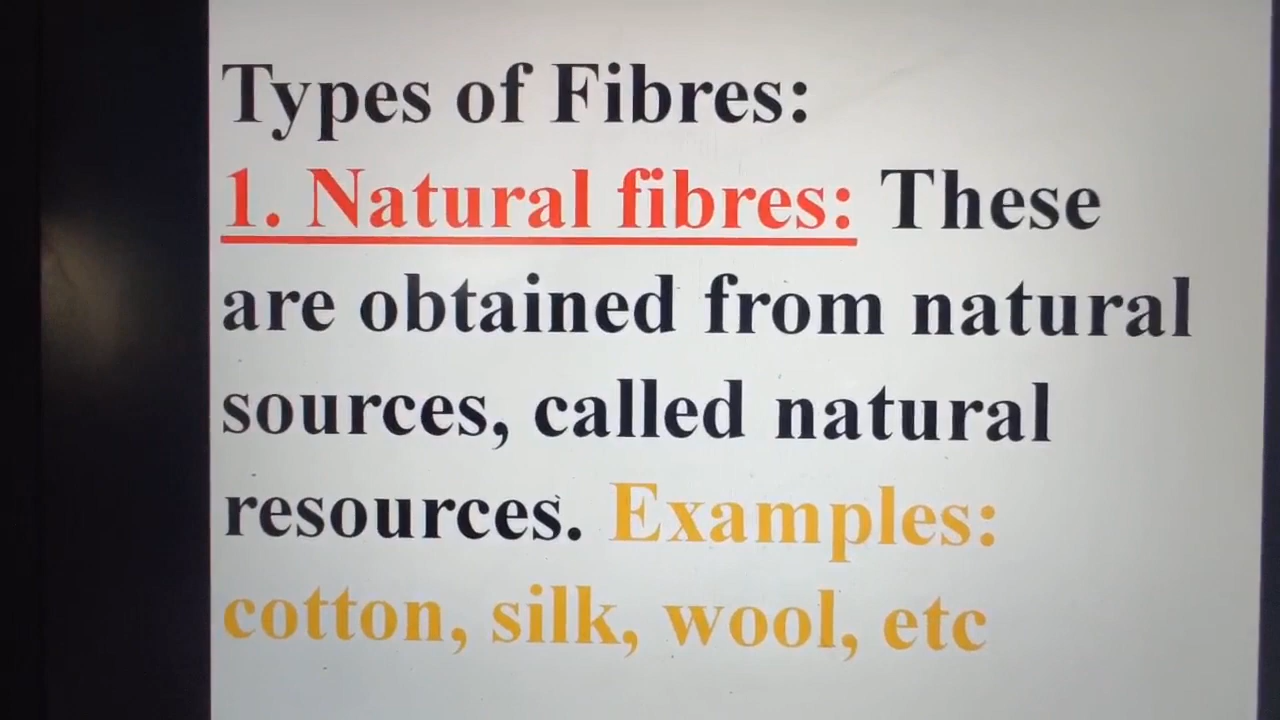 Types of Fibres:
1. Natural fibres: These
are obtained from natural
sources, called natural
resources. Examples:
cotton, silk, wool, etc